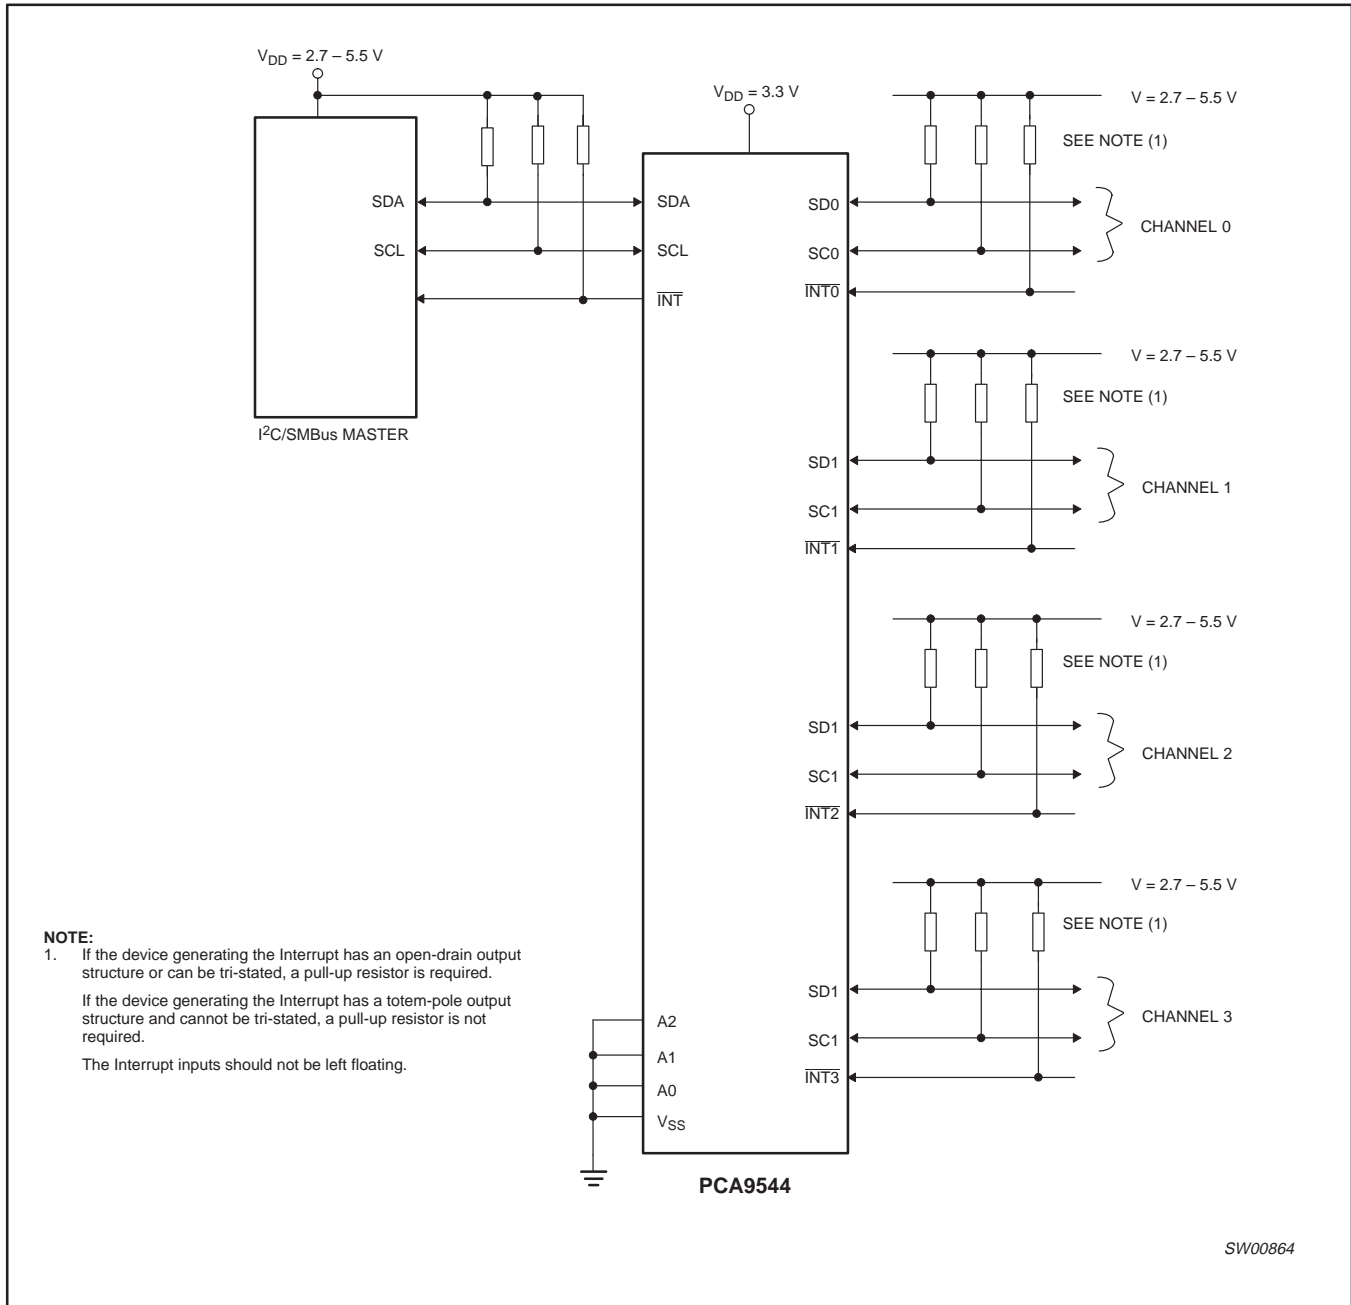 VDD = 2.7 – 5.5 V
VDD = 3.3 V
V = 2.7 – 5.5 V
SEE NOTE (1)
SDA
SDA
SD0
CHANNEL 0
SCL
SCL
SC0
INT
INT0
I2C/SMBus MASTER
V = 2.7 – 5.5 V
SEE NOTE (1)
SD1
CHANNEL 1
SC1
INT1
V = 2.7 – 5.5 V
SEE NOTE (1)
SD1
CHANNEL 2
SC1
INT2
V = 2.7 – 5.5 V
SEE NOTE (1)
SD1
CHANNEL 3
SC1
INT3
NOTE:
1. If the device generating the Interrupt has an open-drain output
structure or can be tri-stated, a pull-up resistor is required.
If the device generating the Interrupt has a totem-pole output
structure and cannot be tri-stated, a pull-up resistor is not
required.
The Interrupt inputs should not be left floating.
A2
A1
A0
VSS
PCA9544
SW00864